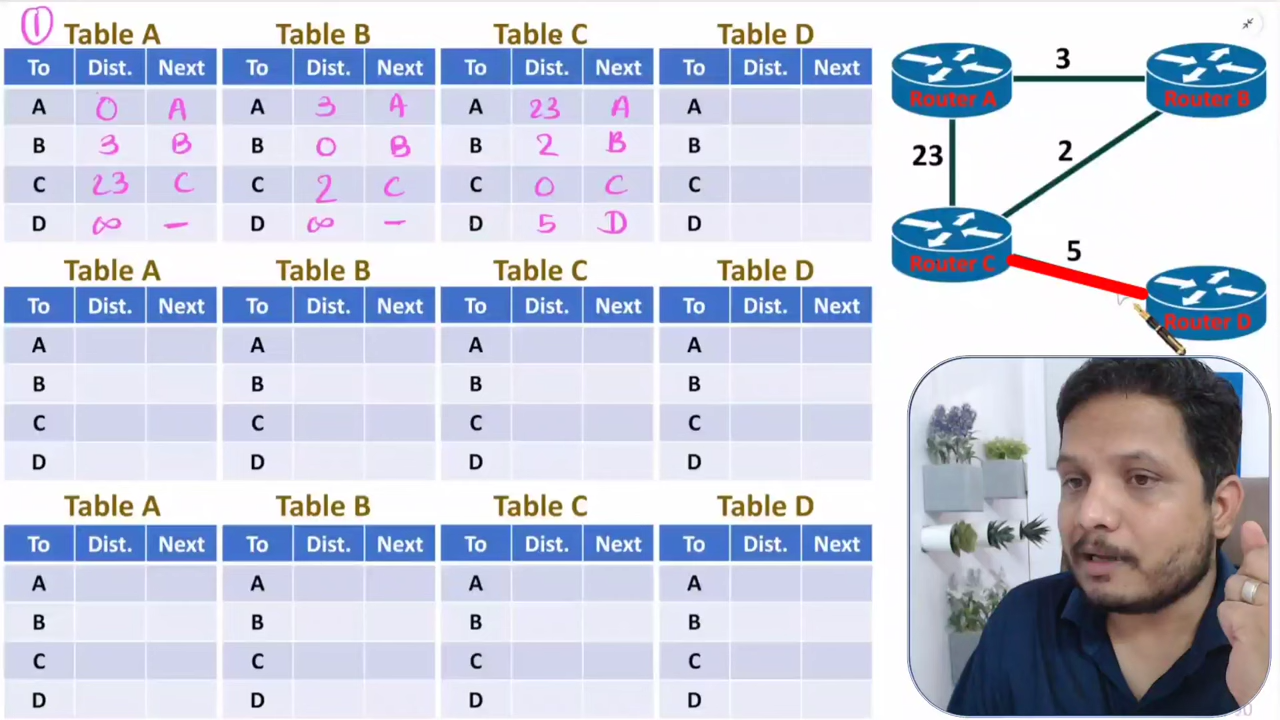 ①
Table A Table B Table C Table D
To Dist. Next To Dist. Next To Dist. Next To Dist. Next
A 0 A A 3 A A 23 A A
B 3 B B 0 B B 2 B B
C 23 C C 2 C C 0 C C
D ∞ – D ∞ – D 5 D D
Table A Table B Table C Table D
To Dist. Next To Dist. Next To Dist. Next To Dist. Next
A A A A
B B B B
C C C C
D D D D
Table A Table B Table C Table D
To Dist. Next To Dist. Next To Dist. Next To Dist. Next
A A A A
B B B B
C C C C
D D D D
3
Router A Router B
23 2
Router C
5
Router D